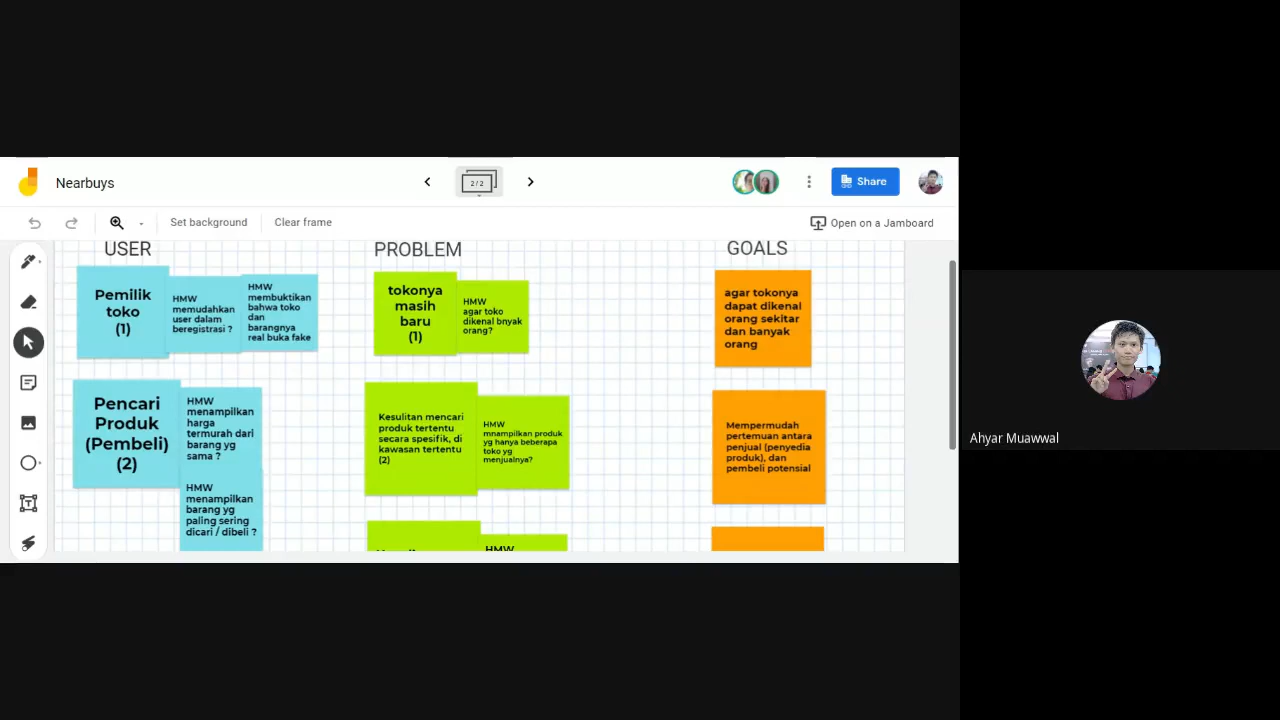 Nearbuys
2 / 2
Share
Set background
Clear frame
Open on a Jamboard
USER
PROBLEM
GOALS
Pemilik
toko
(1)
HMW
memudahkan
user dalam
beregistrasi ?
HMW
membuktikan
bahwa toko
dan
barangnya
real buka fake
tokonya
masih
baru
(1)
HMW
agar toko
dikenal bnyak
orang?
agar tokonya
dapat dikenal
orang sekitar
dan banyak
orang
Pencari
Produk
(Pembeli)
(2)
HMW
menampilkan
harga
termurah dari
barang yg
sama ?
HMW
menampilkan
barang yg
paling sering
dicari / dibeli ?
Kesulitan mencari
produk tertentu
secara spesifik, di
kawasan tertentu
(2)
HMW
mnampilkan produk
yg hanya beberapa
toko yg
menjualnya?
Mempermudah
pertemuan antara
penjual (penyedia
produk), dan
pembeli potensial
HMW
Ahyar Muawwal